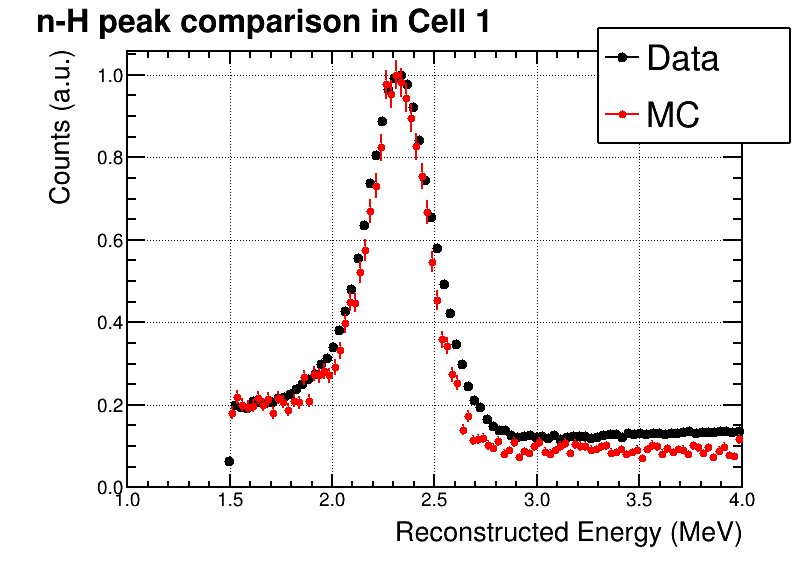 n-H peak comparison in Cell 1
Data
MC
Counts (a.u.)
1.0
0.8
0.6
0.4
0.2
0.0
1.0 1.5 2.0 2.5 3.0 3.5 4.0
Reconstructed Energy (MeV)